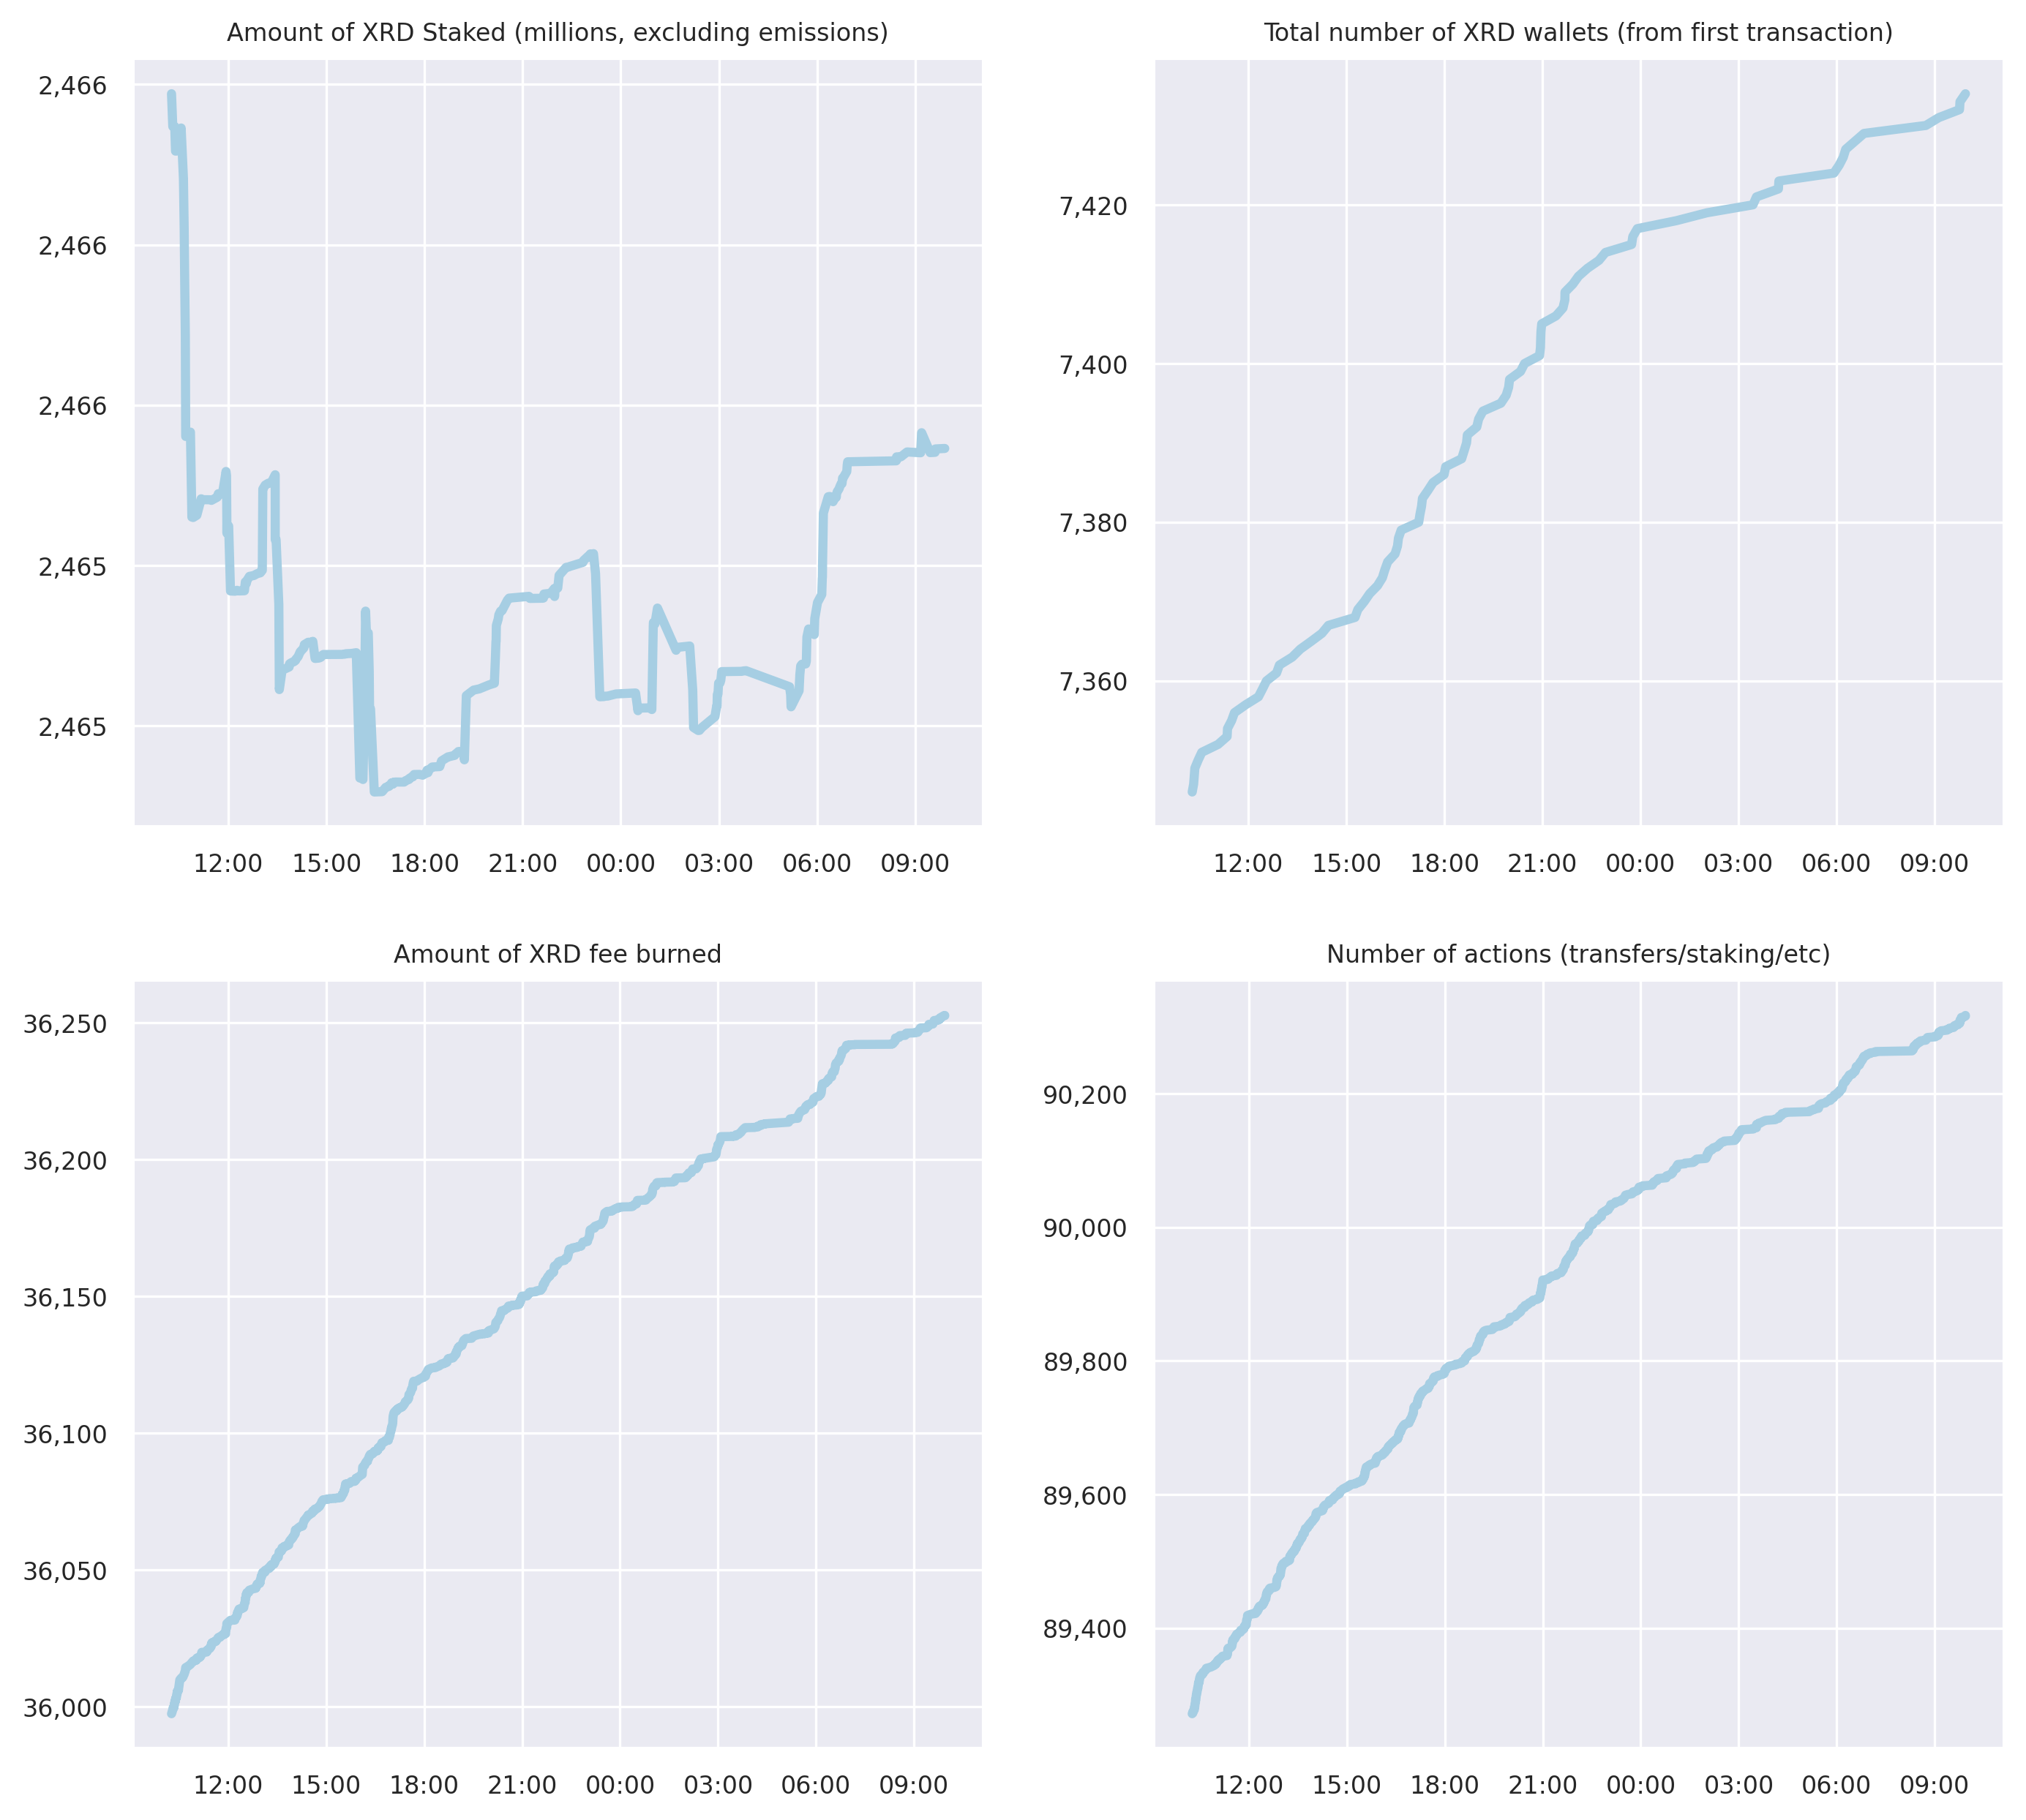 Amount of XRD Staked (millions, excluding emissions)
2,466
2,466
2,466
2,465
2,465
12:00 15:00 18:00 21:00 00:00 03:00 06:00 09:00
Total number of XRD wallets (from first transaction)
7,420
7,400
7,380
7,360
12:00 15:00 18:00 21:00 00:00 03:00 06:00 09:00
Amount of XRD fee burned
36,250
36,200
36,150
36,100
36,050
36,000
12:00 15:00 18:00 21:00 00:00 03:00 06:00 09:00
Number of actions (transfers/staking/etc)
90,200
90,000
89,800
89,600
89,400
12:00 15:00 18:00 21:00 00:00 03:00 06:00 09:00